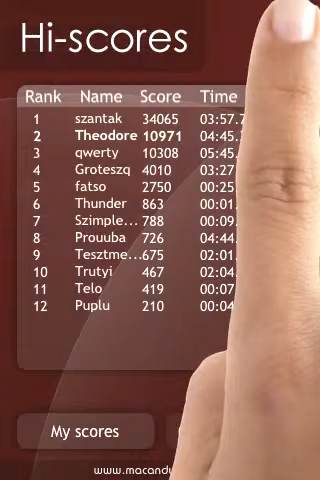 Hi-scores
Rank Name Score Time
1 szantak 34065 03:57.7
2 Theodore 10971 04:45.
3 qwerty 10308 05:45.
4 Groteszq 4010 03:27
5 fatso 2750 00:25
6 Thunder 863 00:01.
7 Szimple... 788 00:09.
8 Prouuba 726 04:44.
9 Tesztme... 675 02:01.
10 Trutyi 467 02:04.
11 Telo 419 00:07
12 Puplu 210 00:04
My scores
www.macandu